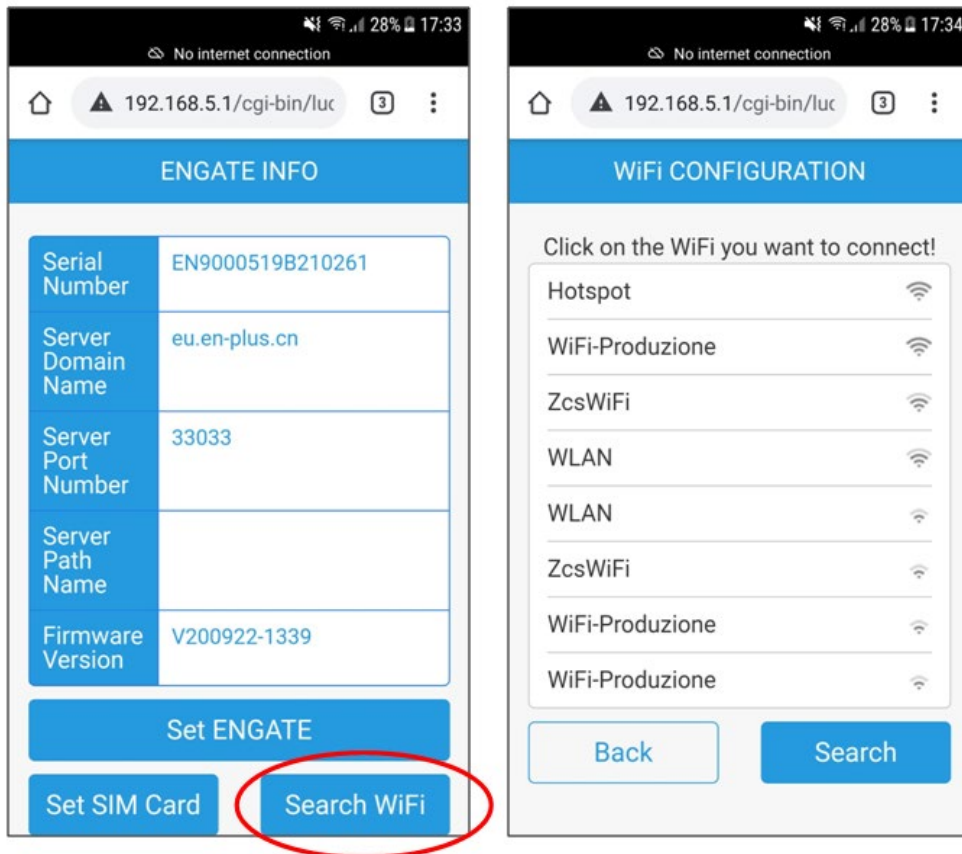 28% 17:33
No internet connection
192.168.5.1/cgi-bin/luc 3
ENGATE INFO
Serial Number EN9000519B210261
Server Domain Name eu.en-plus.cn
Server Port Number 33033
Server Path Name
Firmware Version V200922-1339
Set ENGATE
Set SIM Card Search WiFi
28% 17:34
No internet connection
192.168.5.1/cgi-bin/luc 3
WiFi CONFIGURATION
Click on the WiFi you want to connect!
Hotspot
WiFi-Produzione
ZcsWiFi
WLAN
WLAN
ZcsWiFi
WiFi-Produzione
WiFi-Produzione
Back Search